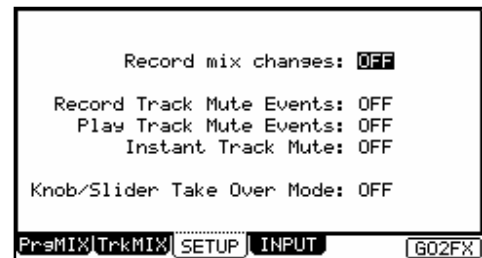 Record mix changes: OFF
Record Track Mute Events: OFF
Play Track Mute Events: OFF
Instant Track Mute: OFF
Knob/Slider Take Over Mode: OFF
PrgMIX TrkMIX SETUP INPUT GO2FX